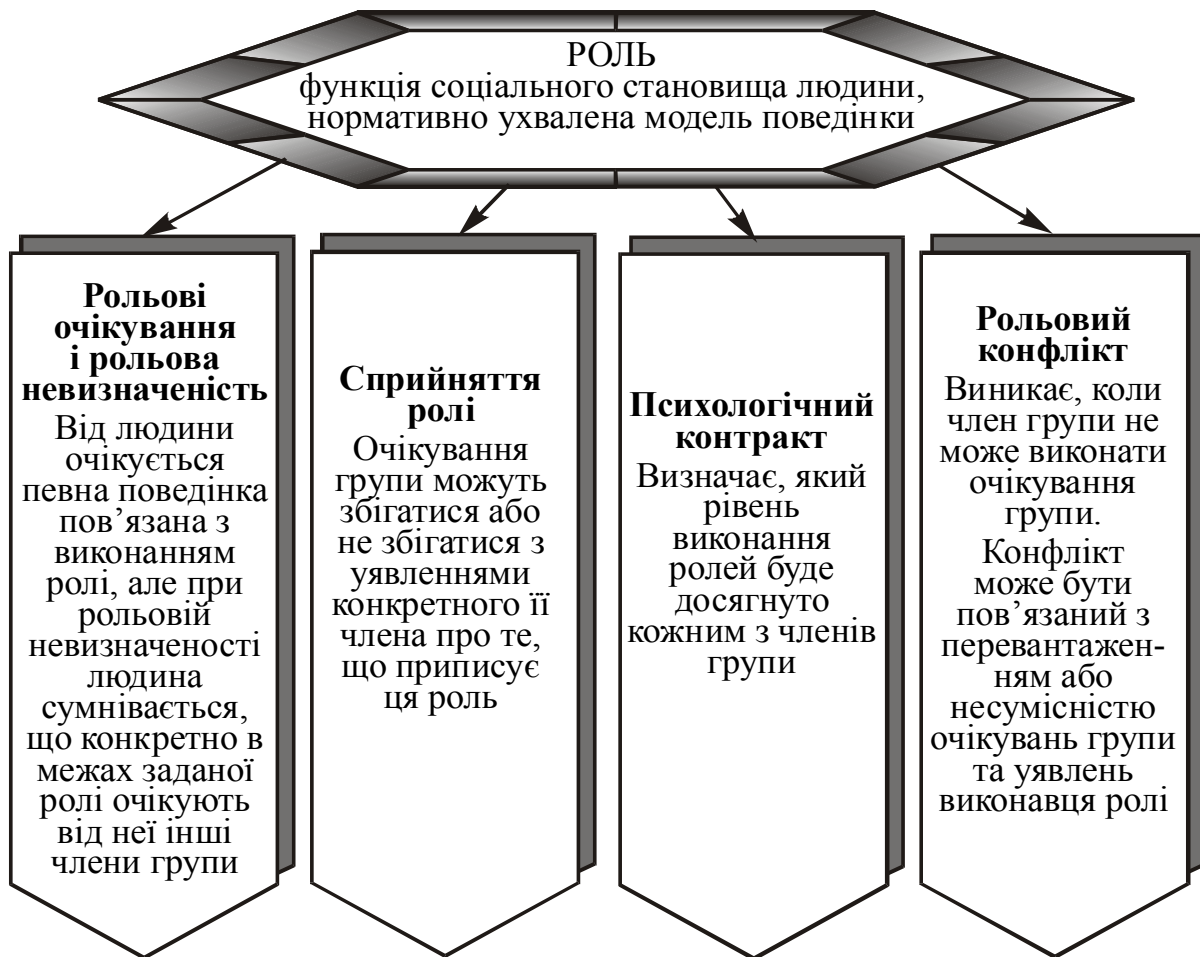 РОЛЬ
функція соціального становища людини,
нормативно ухвалена модель поведінки
Рольові
очікування
і рольова
невизначеність
Від людини
очікується
певна поведінка
пов’язана з
виконанням
ролі, але при
рольовій
невизначеності
людина
сумнівається,
що конкретно в
межах заданої
ролі очікують
від неї інші
члени групи
Сприйняття
ролі
Очікування
групи можуть
збігатися або
не збігатися з
уявленнями
конкретного її
члена про те,
що приписує
ця роль
Психологічний
контракт
Визначає, який
рівень
виконання
ролей буде
досягнуто
кожним з членів
групи
Рольовий
конфлікт
Виникає, коли
член групи не
може виконати
очікування
групи.
Конфлікт
може бути
пов’язаний з
перевантажен-
ням або
несумісністю
очікувань групи
та уявлень
виконавця ролі